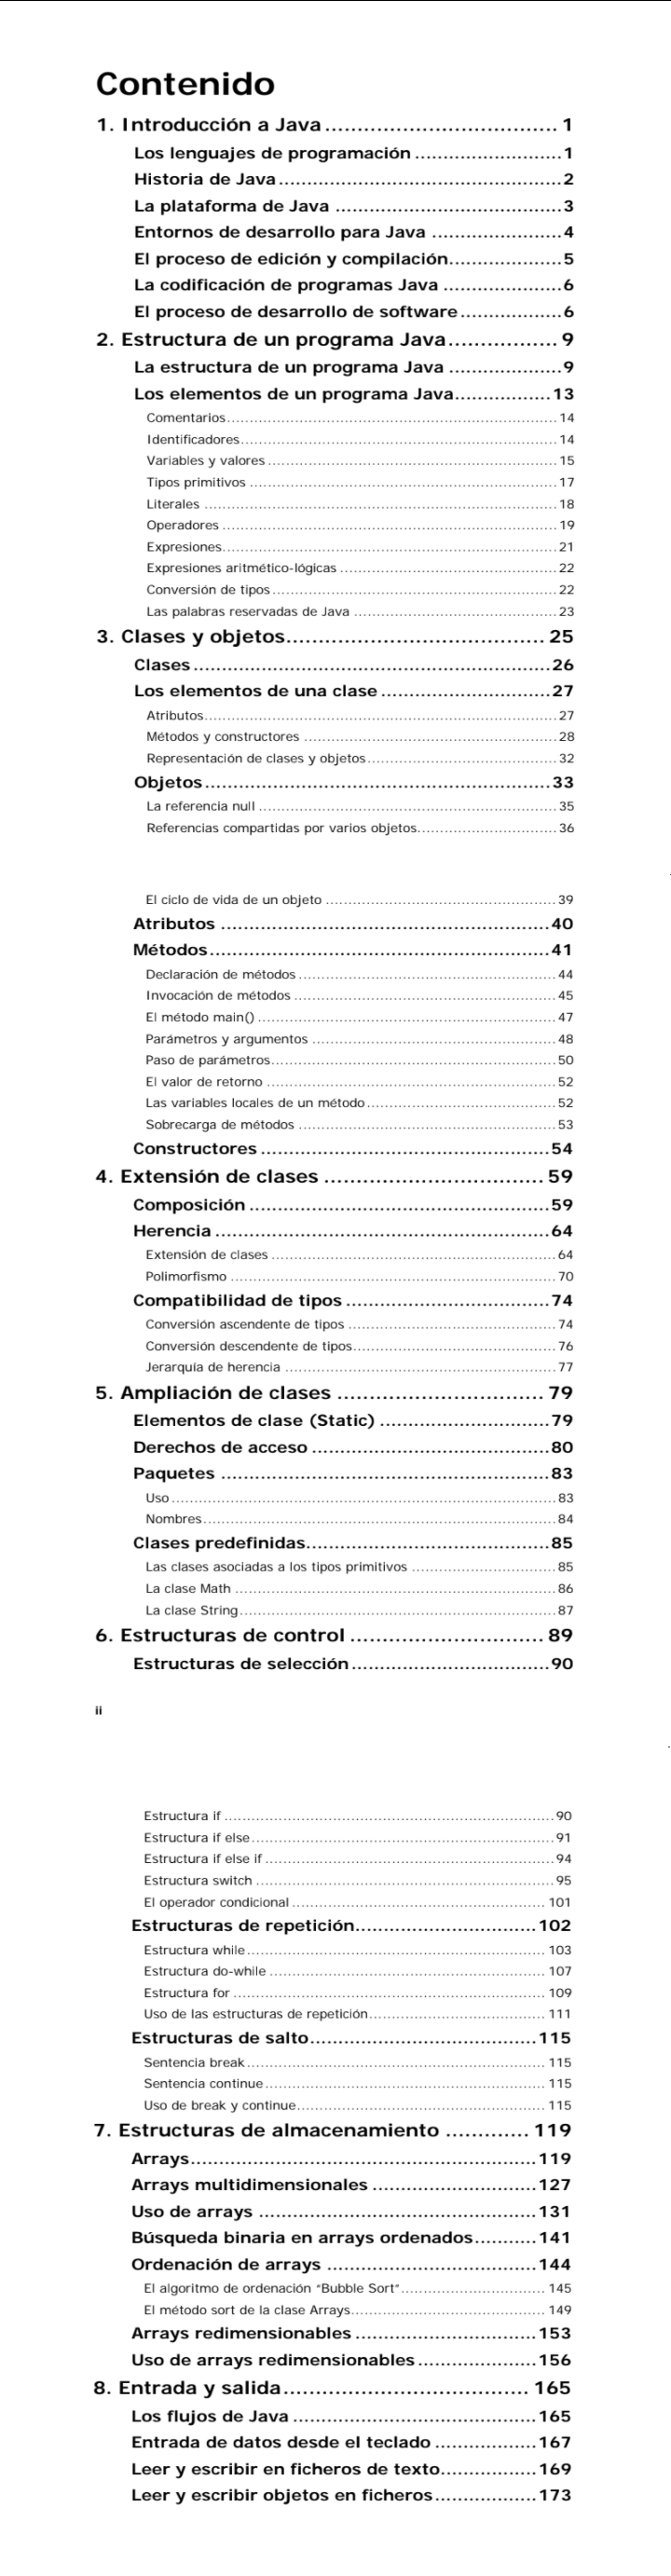 Contenido
1. Introducción a Java.................................... 1
Los lenguajes de programación ..........................1
Historia de Java..................................................2
La plataforma de Java ........................................3
Entornos de desarrollo para Java .......................4
El proceso de edición y compilación....................5
La codificación de programas Java .....................6
El proceso de desarrollo de software..................6
2. Estructura de un programa Java................. 9
La estructura de un programa Java ....................9
Los elementos de un programa Java.................13
Comentarios.........................................................................14
Identificadores......................................................................14
Variables y valores ................................................................15
Tipos primitivos ....................................................................17
Literales ..............................................................................18
Operadores ..........................................................................19
Expresiones..........................................................................21
Expresiones aritmético-lógicas ................................................22
Conversión de tipos...............................................................22
Las palabras reservadas de Java .............................................23
3. Clases y objetos........................................ 25
Clases ...............................................................26
Los elementos de una clase ..............................27
Atributos..............................................................................27
Métodos y constructores ........................................................28
Representación de clases y objetos..........................................32
Objetos.............................................................33
La referencia null ..................................................................35
Referencias compartidas por varios objetos...............................36
El ciclo de vida de un objeto ...................................................39
Atributos ..........................................................40
Métodos............................................................41
Declaración de métodos .........................................................44
Invocación de métodos ..........................................................45
El método main() ..................................................................47
Parámetros y argumentos ......................................................48
Paso de parámetros...............................................................50
El valor de retorno ................................................................52
Las variables locales de un método..........................................52
Sobrecarga de métodos .........................................................53
Constructores ...................................................54
4. Extensión de clases .................................. 59
Composición .....................................................59
Herencia ...........................................................64
Extensión de clases ...............................................................64
Polimorfismo ........................................................................70
Compatibilidad de tipos ....................................74
Conversión ascendente de tipos ..............................................74
Conversión descendente de tipos.............................................76
Jerarquía de herencia ............................................................77
5. Ampliación de clases ................................ 79
Elementos de clase (Static) ..............................79
Derechos de acceso ..........................................80
Paquetes ..........................................................83
Uso.....................................................................................83
Nombres..............................................................................84
Clases predefinidas...........................................85
Las clases asociadas a los tipos primitivos ................................85
La clase Math .......................................................................86
La clase String......................................................................87
6. Estructuras de control .............................. 89
Estructuras de selección...................................90
ii
Estructura if .........................................................................90
Estructura if else...................................................................91
Estructura if else if ................................................................94
Estructura switch ..................................................................95
El operador condicional ........................................................ 101
Estructuras de repetición................................102
Estructura while.................................................................. 103
Estructura do-while ............................................................. 107
Estructura for ..................................................................... 109
Uso de las estructuras de repetición....................................... 111
Estructuras de salto........................................115
Sentencia break.................................................................. 115
Sentencia continue.............................................................. 115
Uso de break y continue....................................................... 115
7. Estructuras de almacenamiento ............. 119
Arrays.............................................................119
Arrays multidimensionales .............................127
Uso de arrays .................................................131
Búsqueda binaria en arrays ordenados...........141
Ordenación de arrays .....................................144
El algoritmo de ordenación "Bubble Sort"................................ 145
El método sort de la clase Arrays........................................... 149
Arrays redimensionables ................................153
Uso de arrays redimensionables.....................156
8. Entrada y salida...................................... 165
Los flujos de Java ...........................................165
Entrada de datos desde el teclado ..................167
Leer y escribir en ficheros de texto.................169
Leer y escribir objetos en ficheros..................173